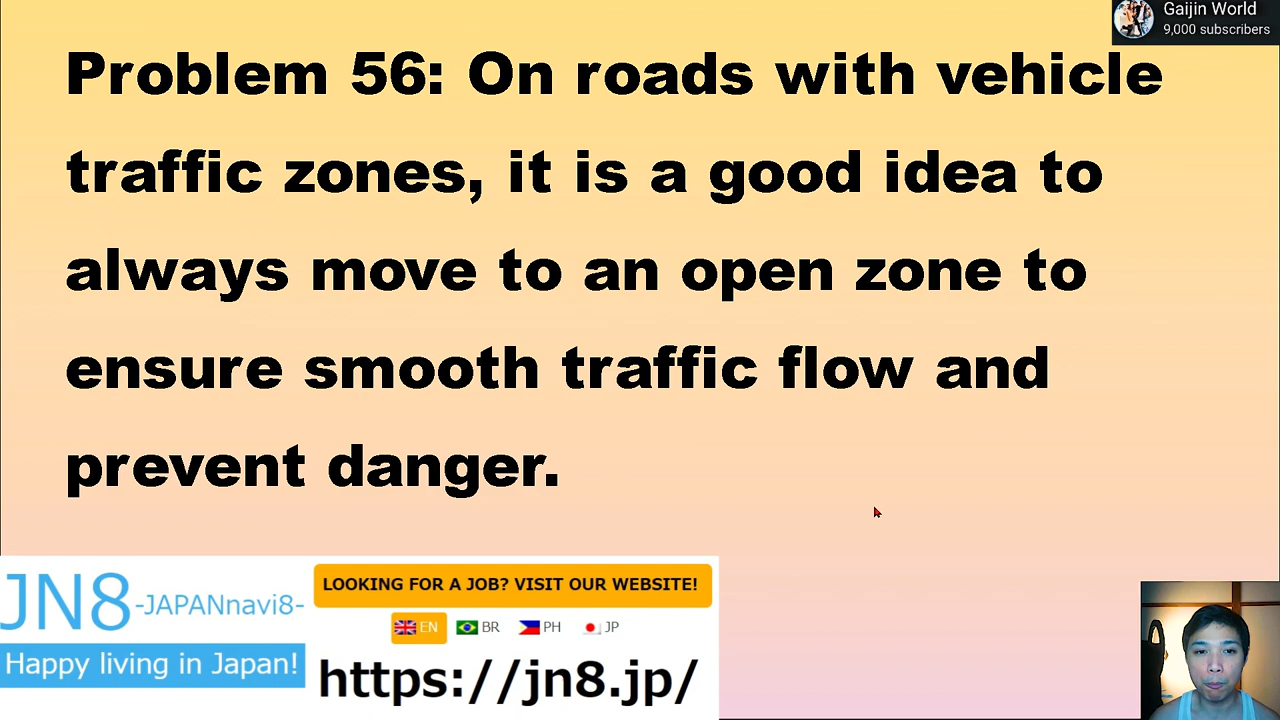 Gaijin World
9,000 subscribers
Problem 56: On roads with vehicle
traffic zones, it is a good idea to
always move to an open zone to
ensure smooth traffic flow and
prevent danger.
JN8 -JAPANnavi8-
Happy living in Japan!
LOOKING FOR A JOB? VISIT OUR WEBSITE!
EN BR PH JP
https://jn8.jp/